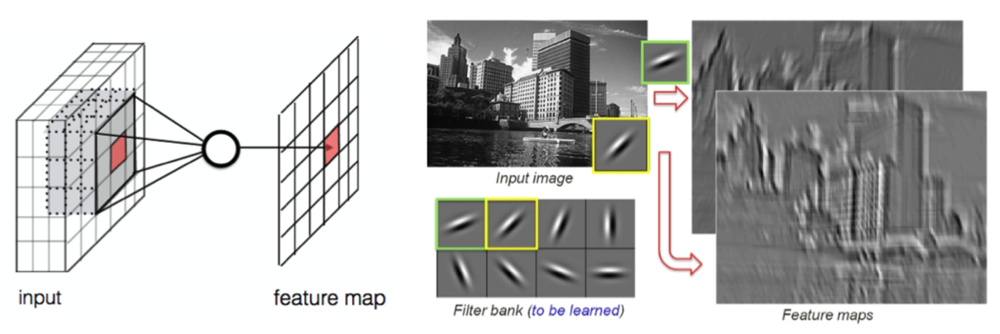 input
feature map
Input image
Filter bank (to be learned)
Feature maps